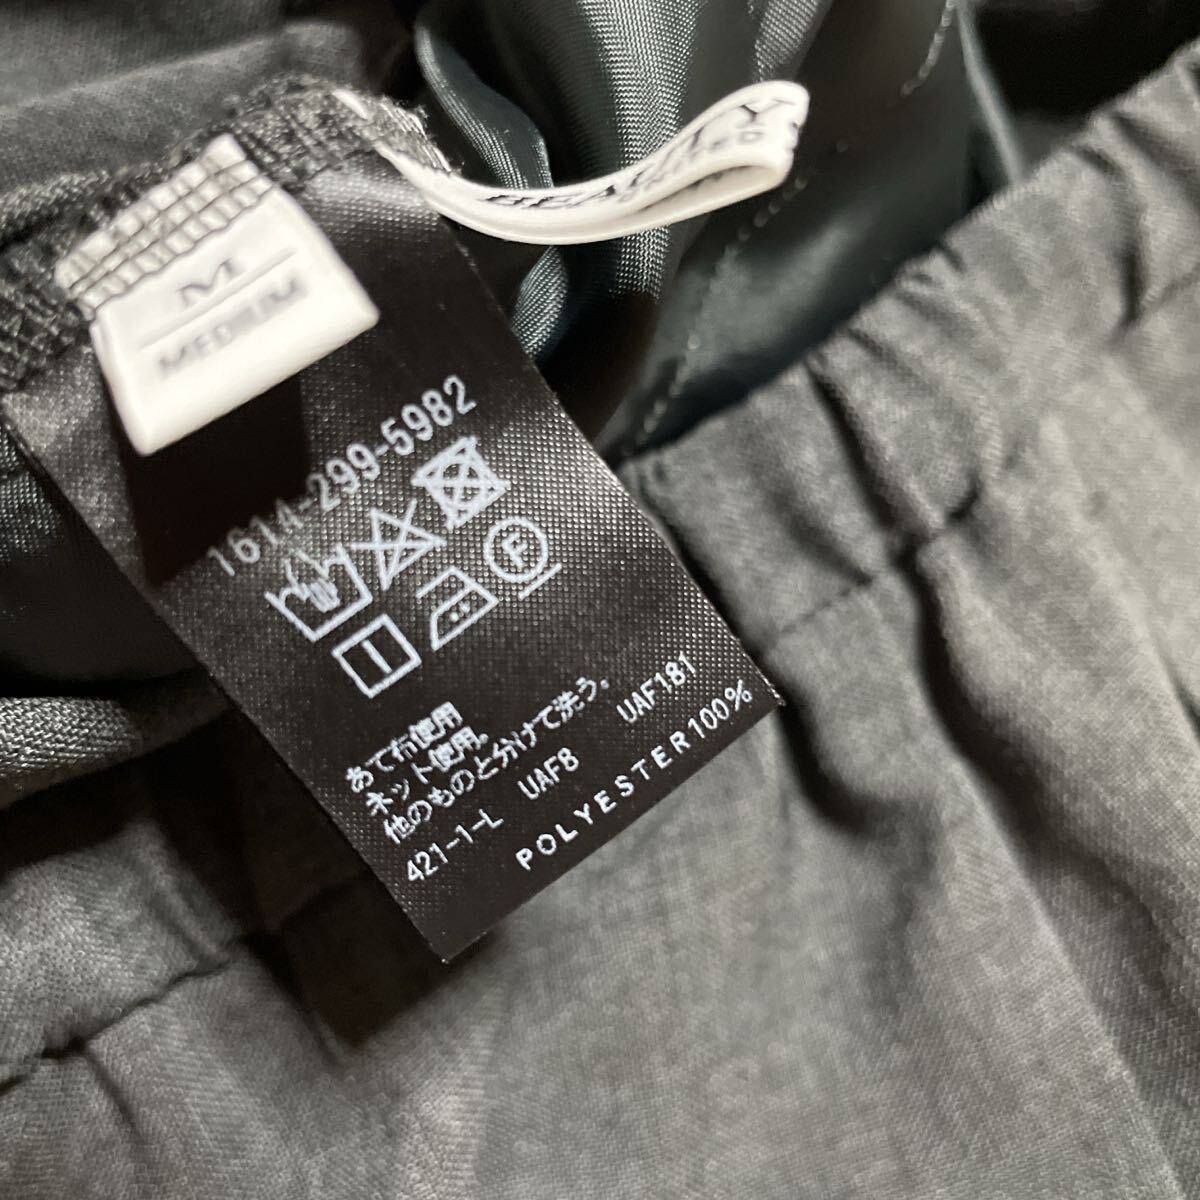 BEAUTY
M
MEDIUM
1614-299-5982
F
あて布使用
ネット使用。
他のものと分けて洗う。
421-1-L UAF8 UAF181
POLYESTER100%